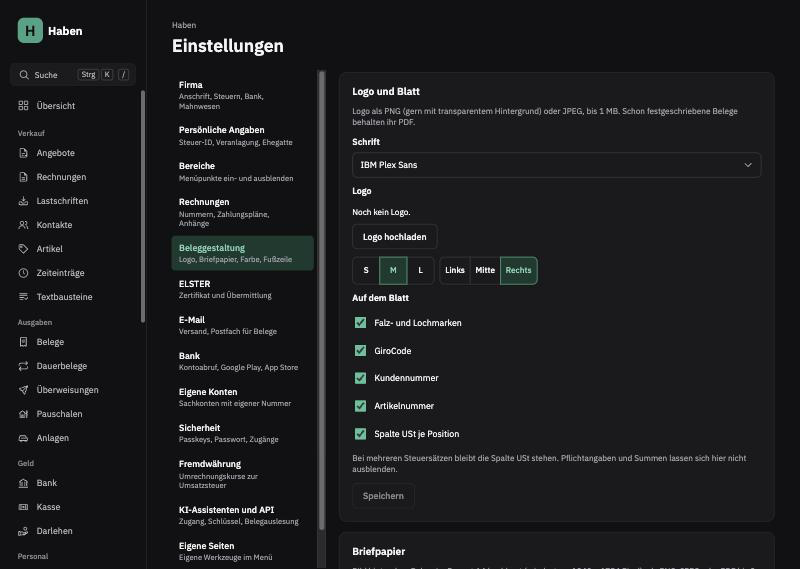 H Haben
Suche Strg K /
Übersicht
Verkauf
Angebote
Rechnungen
Lastschriften
Kontakte
Artikel
Zeiteinträge
Textbausteine
Ausgaben
Belege
Dauerbelege
Überweisungen
Pauschalen
Anlagen
Geld
Bank
Kasse
Darlehen
Personal
Haben
Einstellungen
Firma
Anschrift, Steuern, Bank,
Mahnwesen
Persönliche Angaben
Steuer-ID, Veranlagung, Ehegatte
Bereiche
Menüpunkte ein- und ausblenden
Rechnungen
Nummern, Zahlungspläne,
Anhänge
Beleggestaltung
Logo, Briefpapier, Farbe, Fußzeile
ELSTER
Zertifikat und Übermittlung
E-Mail
Versand, Postfach für Belege
Bank
Kontoabruf, Google Play, App Store
Eigene Konten
Sachkonten mit eigener Nummer
Sicherheit
Passkeys, Passwort, Zugänge
Fremdwährung
Umrechnungskurse zur
Umsatzsteuer
KI-Assistenten und API
Zugang, Schlüssel, Belegauslesung
Eigene Seiten
Eigene Werkzeuge im Menü
Logo und Blatt
Logo als PNG (gern mit transparentem Hintergrund) oder JPEG, bis 1 MB. Schon festgeschriebene Belege
behalten ihr PDF.
Schrift
IBM Plex Sans
Logo
Noch kein Logo.
Logo hochladen
S M L Links Mitte Rechts
Auf dem Blatt
Falz- und Lochmarken
GiroCode
Kundennummer
Artikelnummer
Spalte USt je Position
Bei mehreren Steuersätzen bleibt die Spalte USt stehen. Pflichtangaben und Summen lassen sich hier nicht
ausblenden.
Speichern
Briefpapier